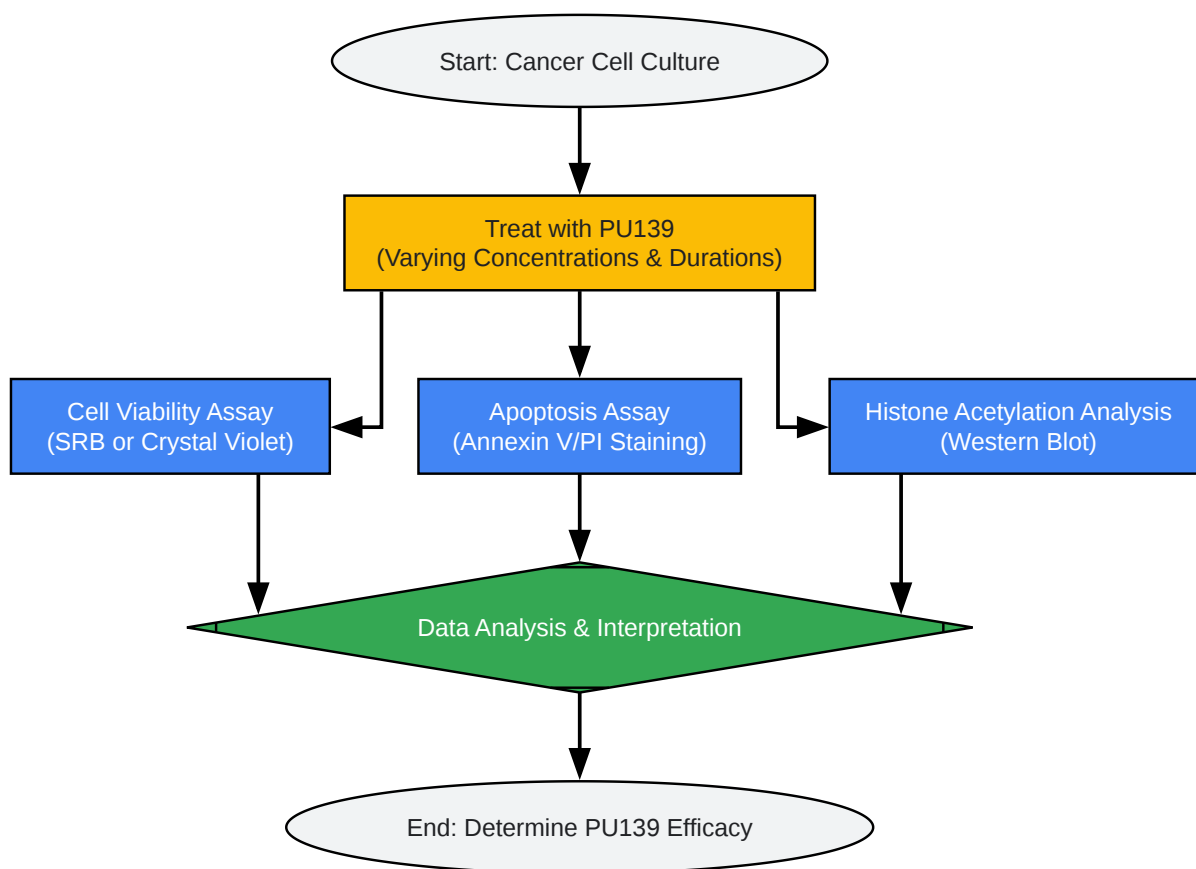 Start: Cancer Cell Culture
Treat with PU139
(Varying Concentrations & Durations)
Cell Viability Assay
(SRB or Crystal Violet)
Apoptosis Assay
(Annexin V/PI Staining)
Histone Acetylation Analysis
(Western Blot)
Data Analysis & Interpretation
End: Determine PU139 Efficacy